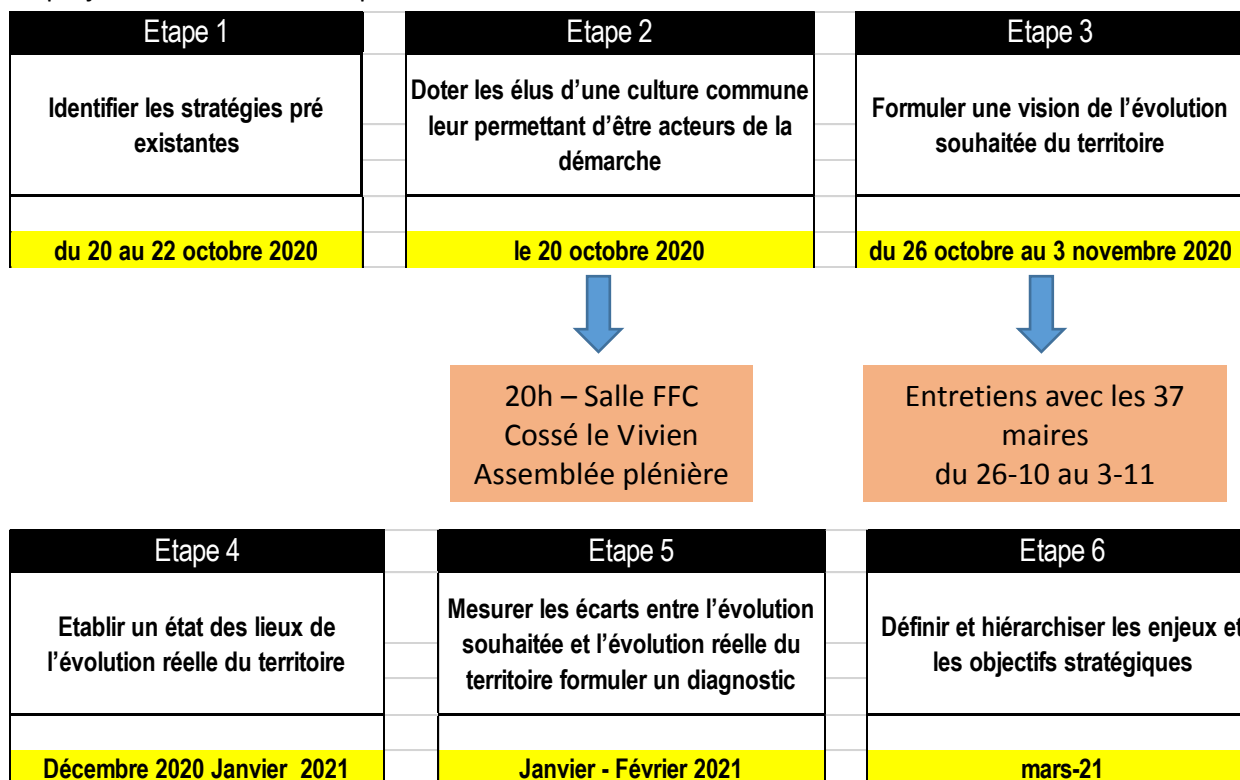 Etape 1
Identifier les stratégies pré
existantes
du 20 au 22 octobre 2020
Etape 2
Doter les élus d’une culture commune
leur permettant d’être acteurs de la
démarche
le 20 octobre 2020
Etape 3
Formuler une vision de l’évolution
souhaitée du territoire
du 26 octobre au 3 novembre 2020
20h – Salle FFC
Cossé le Vivien
Assemblée plénière
Entretiens avec les 37
maires
du 26-10 au 3-11
Etape 4
Etablir un état des lieux de
l’évolution réelle du territoire
Décembre 2020 Janvier 2021
Etape 5
Mesurer les écarts entre l’évolution
souhaitée et l’évolution réelle du
territoire formuler un diagnostic
Janvier - Février 2021
Etape 6
Définir et hiérarchiser les enjeux et
les objectifs stratégiques
mars-21